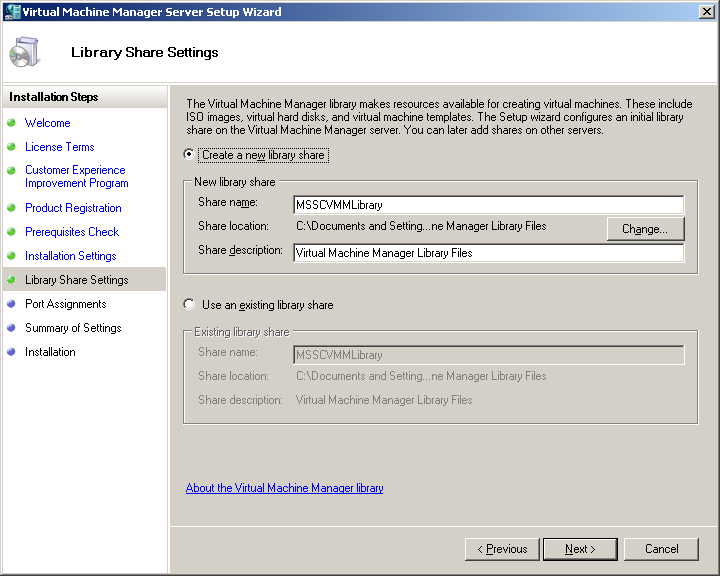 Virtual Machine Manager Server Setup Wizard
Library Share Settings
Installation Steps
Welcome
License Terms
Customer Experience
Improvement Program
Product Registration
Prerequisites Check
Installation Settings
Library Share Settings
Port Assignments
Summary of Settings
Installation
The Virtual Machine Manager library makes resources available for creating virtual machines. These include
ISO images, virtual hard disks, and virtual machine templates. The Setup wizard configures an initial library
share on the Virtual Machine Manager server. You can later add shares on other servers.
Create a new library share
New library share
Share name: MSSCVMMLibrary
Share location: C:\Documents and Setting...ne Manager Library Files Change...
Share description: Virtual Machine Manager Library Files
Use an existing library share
Existing library share
Share name: MSSCVMMLibrary
Share location: C:\Documents and Setting...ne Manager Library Files
Share description: Virtual Machine Manager Library Files
About the Virtual Machine Manager library
< Previous Next > Cancel